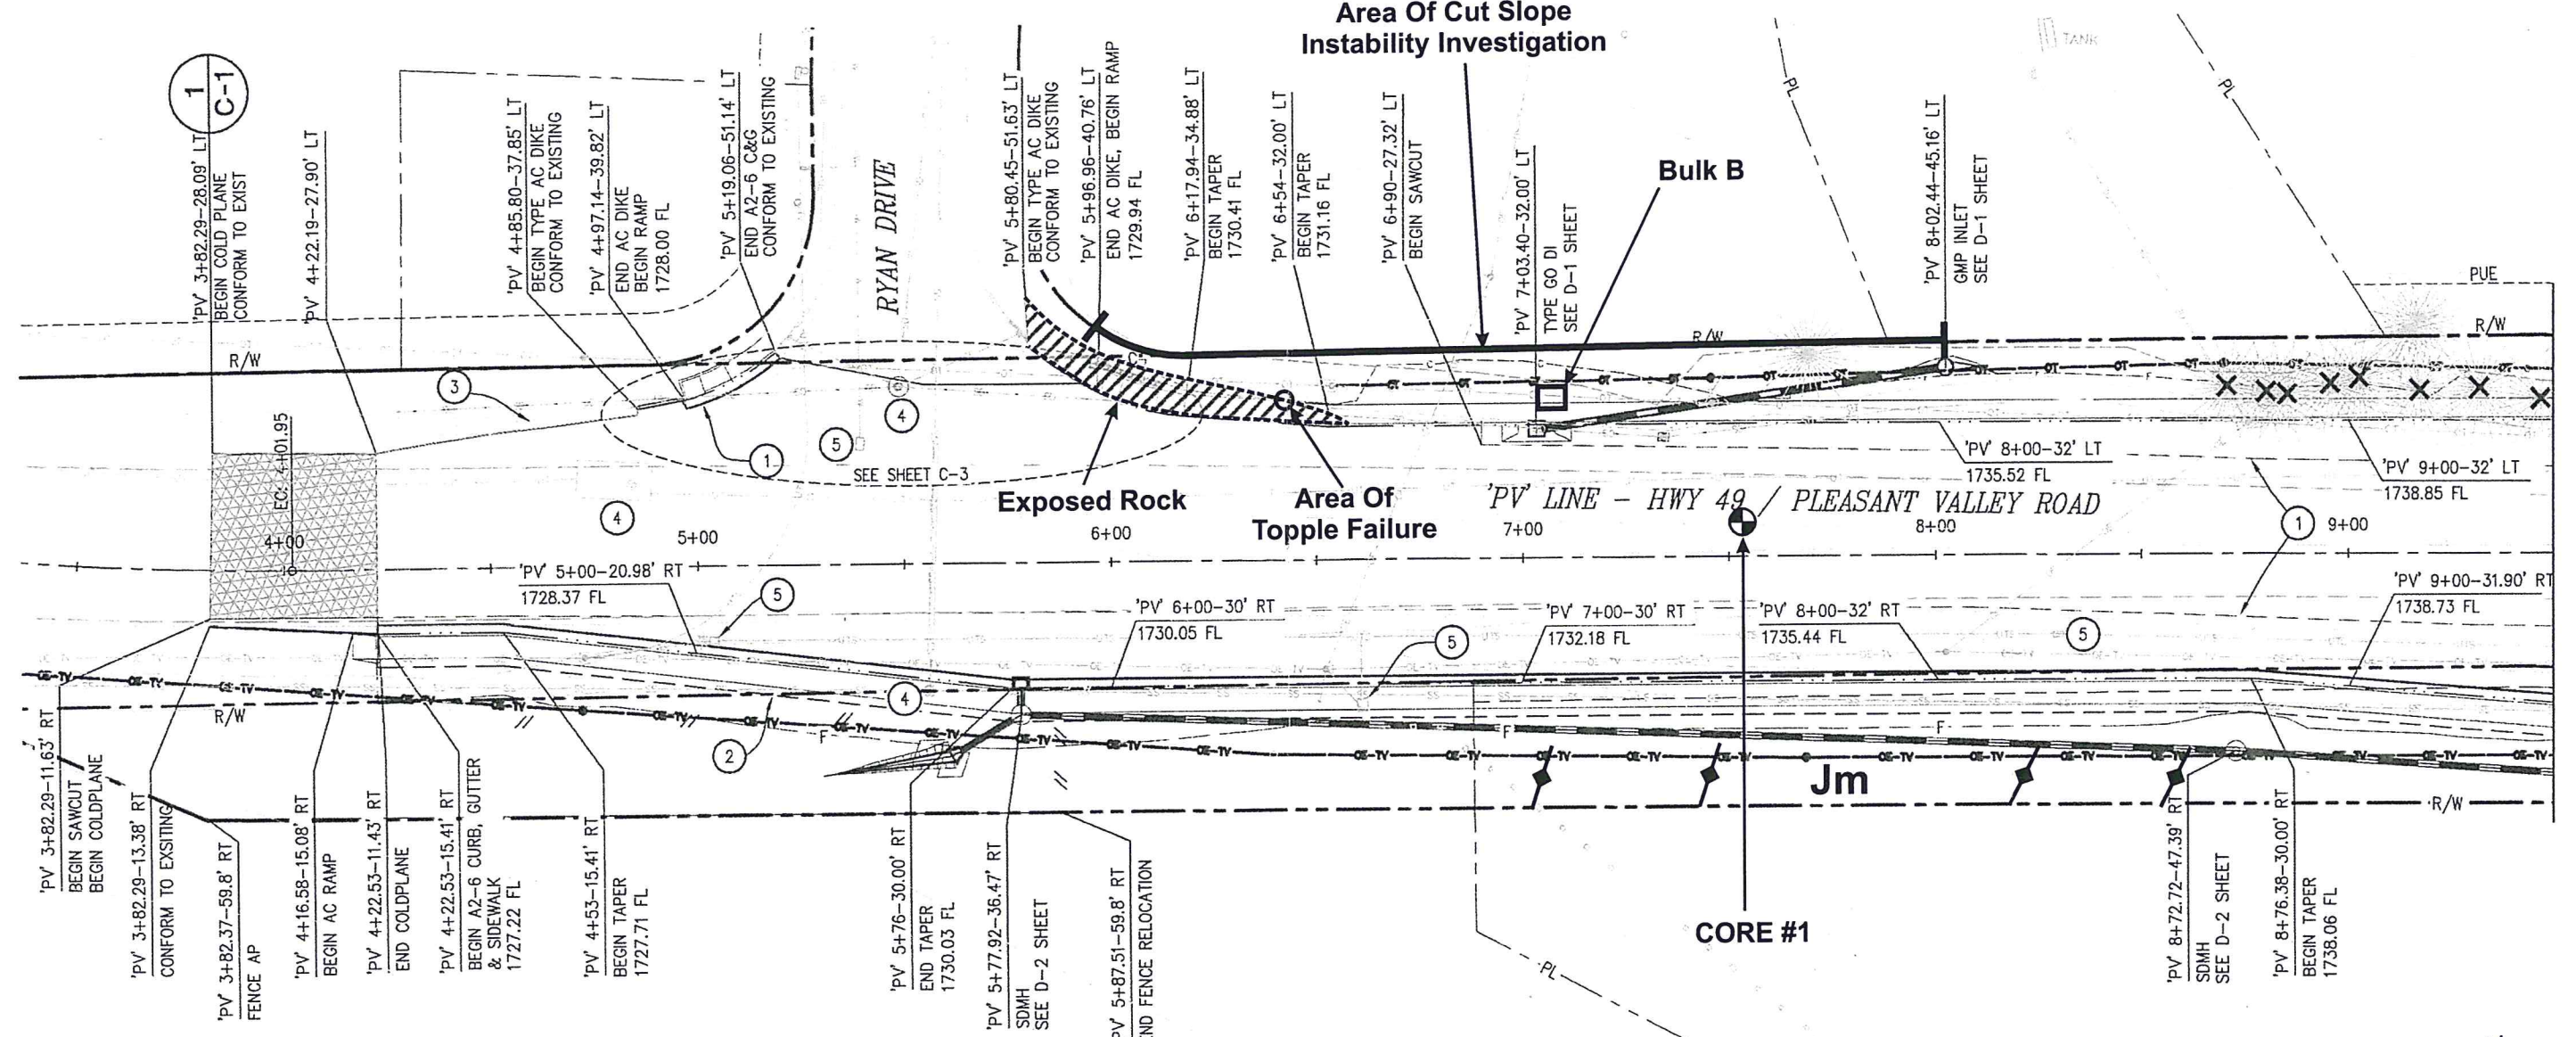 Area Of Cut Slope
Instability Investigation
TANK
1
C-1
'PV' 3+82.29-28.09' LT
BEGIN COLD PLANE
CONFORM TO EXIST
'PV' 4+22.19-27.90' LT
'PV' 4+85.80-37.85' LT
BEGIN TYPE AC DIKE
CONFORM TO EXISTING
'PV' 4+97.14-39.82' LT
END AC DIKE
BEGIN RAMP
1728.00 FL
'PV' 5+19.06-51.14' LT
END A2-6 C&G
CONFORM TO EXISTING
RYAN DRIVE
'PV' 5+80.45-51.63' LT
BEGIN TYPE AC DIKE
CONFORM TO EXISTING
'PV' 5+96.96-40.76' LT
END AC DIKE, BEGIN RAMP
1729.94 FL
'PV' 6+17.94-34.88' LT
BEGIN TAPER
1730.41 FL
'PV' 6+54-32.00' LT
BEGIN TAPER
1731.16 FL
'PV' 6+90-27.32' LT
BEGIN SAWCUT
'PV' 7+03.40-32.00' LT
TYPE GO DI
SEE D-1 SHEET
Bulk B
PL
PL
'PV' 8+02.44-45.16' LT
GMP INLET
SEE D-1 SHEET
PUE
R/W
R/W
R/W
3
1
5
4
4
SEE SHEET C-3
Exposed Rock
Area Of
Topple Failure
'PV' LINE - HWY 49 / PLEASANT VALLEY ROAD
'PV' 8+00-32' LT
1735.52 FL
'PV' 9+00-32' LT
1738.85 FL
1
EC: 4+01.95
4+00
5+00
6+00
7+00
8+00
9+00
'PV' 5+00-20.98' RT
1728.37 FL
5
'PV' 6+00-30' RT
1730.05 FL
5
'PV' 7+00-30' RT
1732.18 FL
'PV' 8+00-32' RT
1735.44 FL
5
'PV' 9+00-31.90' RT
1738.73 FL
OE-TV OE-TV OE-TV OE-TV OE-TV
R/W
4
2
F
F
F
Jm
R/W
CORE #1
PL
'PV' 3+82.29-11.63' RT
BEGIN SAWCUT
BEGIN COLDPLANE
'PV' 3+82.29-13.38' RT
CONFORM TO EXSITING
'PV' 3+82.37-59.8' RT
FENCE AP
'PV' 4+16.58-15.08' RT
BEGIN AC RAMP
'PV' 4+22.53-11.43' RT
END COLDPLANE
'PV' 4+22.53-15.41' RT
BEGIN A2-6 CURB, GUTTER
& SIDEWALK
1727.22 FL
'PV' 4+53-15.41' RT
BEGIN TAPER
1727.71 FL
'PV' 5+76-30.00' RT
END TAPER
1730.03 FL
'PV' 5+77.92-36.47' RT
SDMH
SEE D-2 SHEET
PV' 5+87.51-59.8' RT
ND FENCE RELOCATION
'PV' 8+72.72-47.39' RT
SDMH
SEE D-2 SHEET
'PV' 8+76.38-30.00' RT
BEGIN TAPER
1738.06 FL